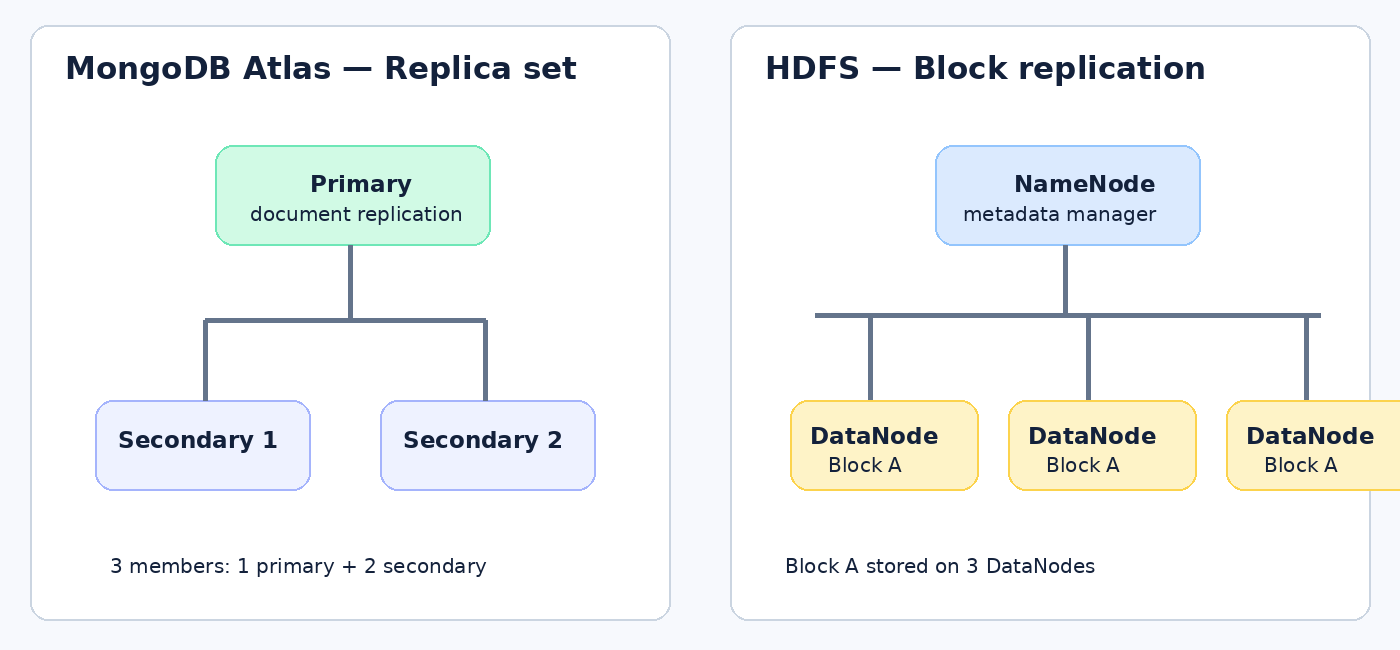 MongoDB Atlas — Replica set
Primary
document replication
Secondary 1
Secondary 2
3 members: 1 primary + 2 secondary
HDFS — Block replication
NameNode
metadata manager
DataNode
Block A
DataNode
Block A
DataNode
Block A
Block A stored on 3 DataNodes